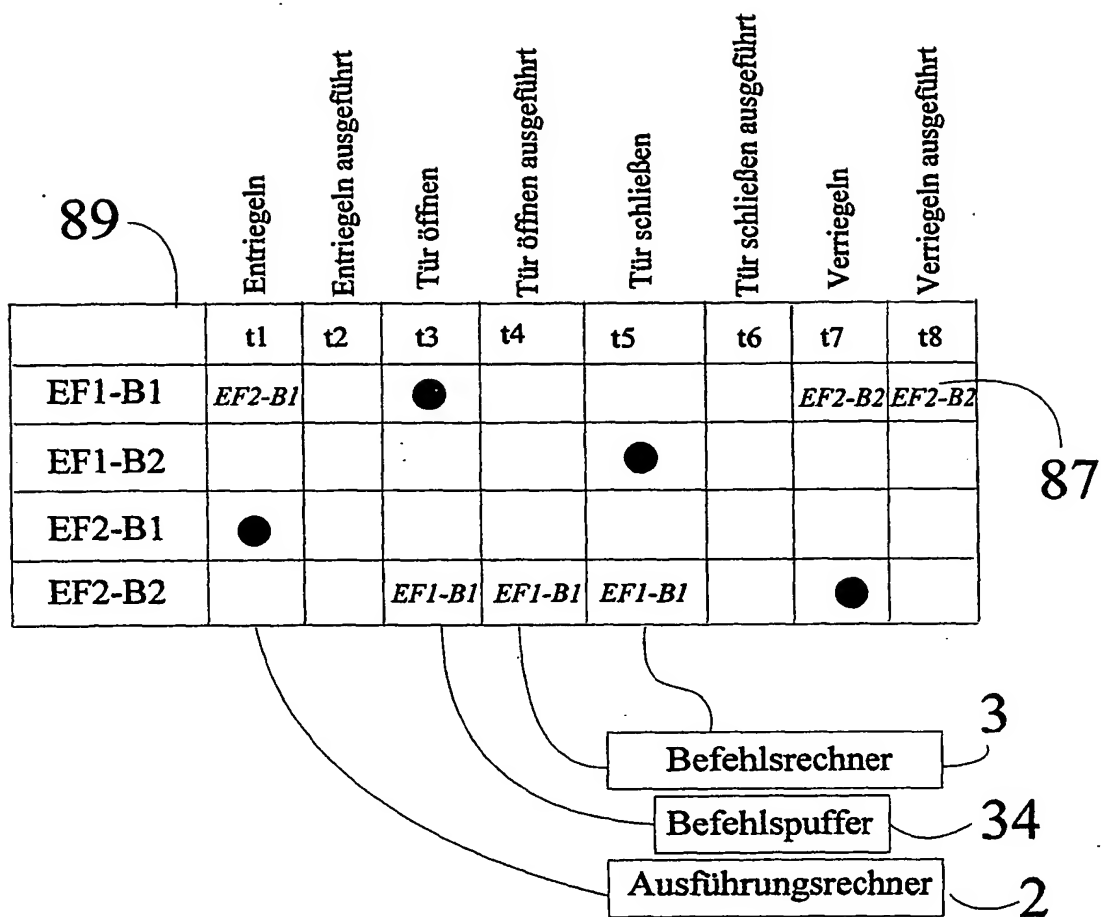 Entriegeln
Entriegeln ausgeführt
Tür öffnen
Tür öffnen ausgeführt
Tür schließen
Tür schließen ausgeführt
Verriegeln
Verriegeln ausgeführt
89
t1 t2 t3 t4 t5 t6 t7 t8
EF1-B1 EF2-B1 EF2-B2 EF2-B2
87
EF1-B2
EF2-B1
EF2-B2 EF1-B1 EF1-B1 EF1-B1
Befehlsrechner 3
Befehlspuffer 34
Ausführungsrechner 2